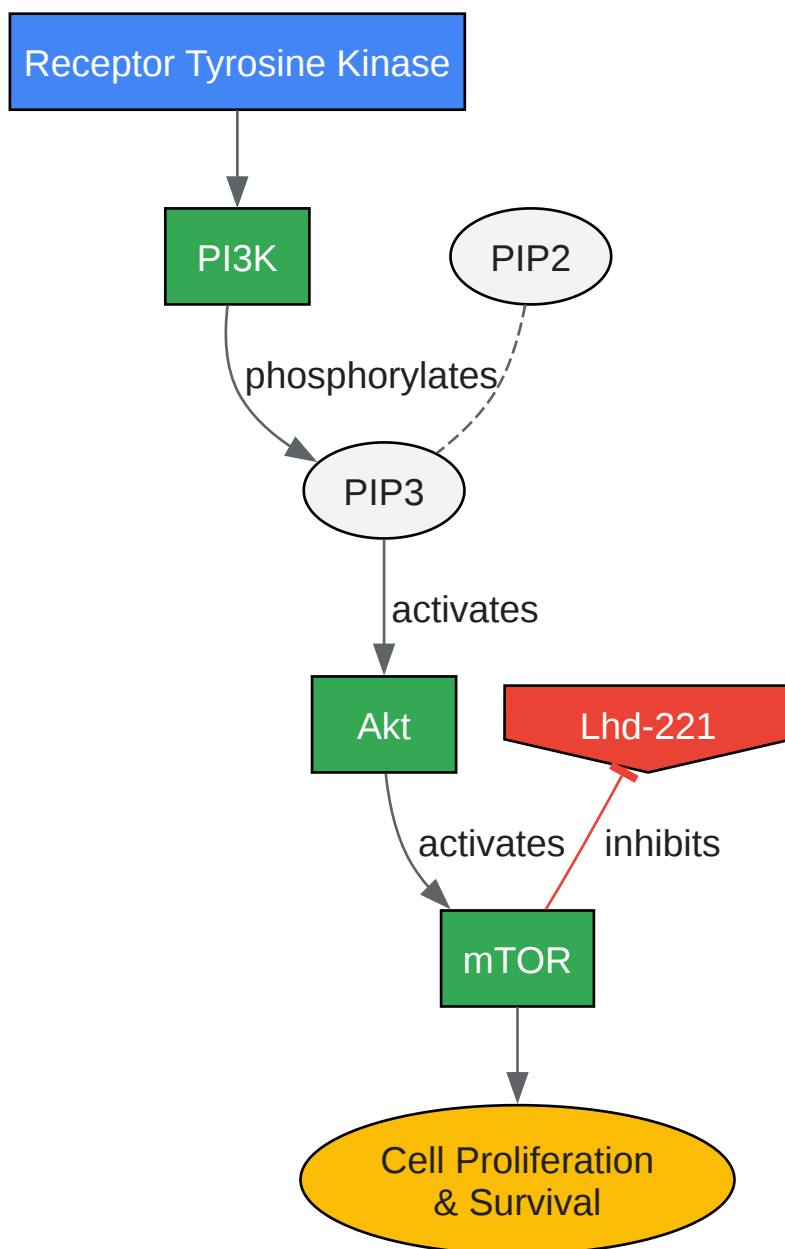 Receptor Tyrosine Kinase
PI3K
PIP2
phosphorylates
PIP3
activates
Akt
Lhd-221
activates
inhibits
mTOR
Cell Proliferation
& Survival